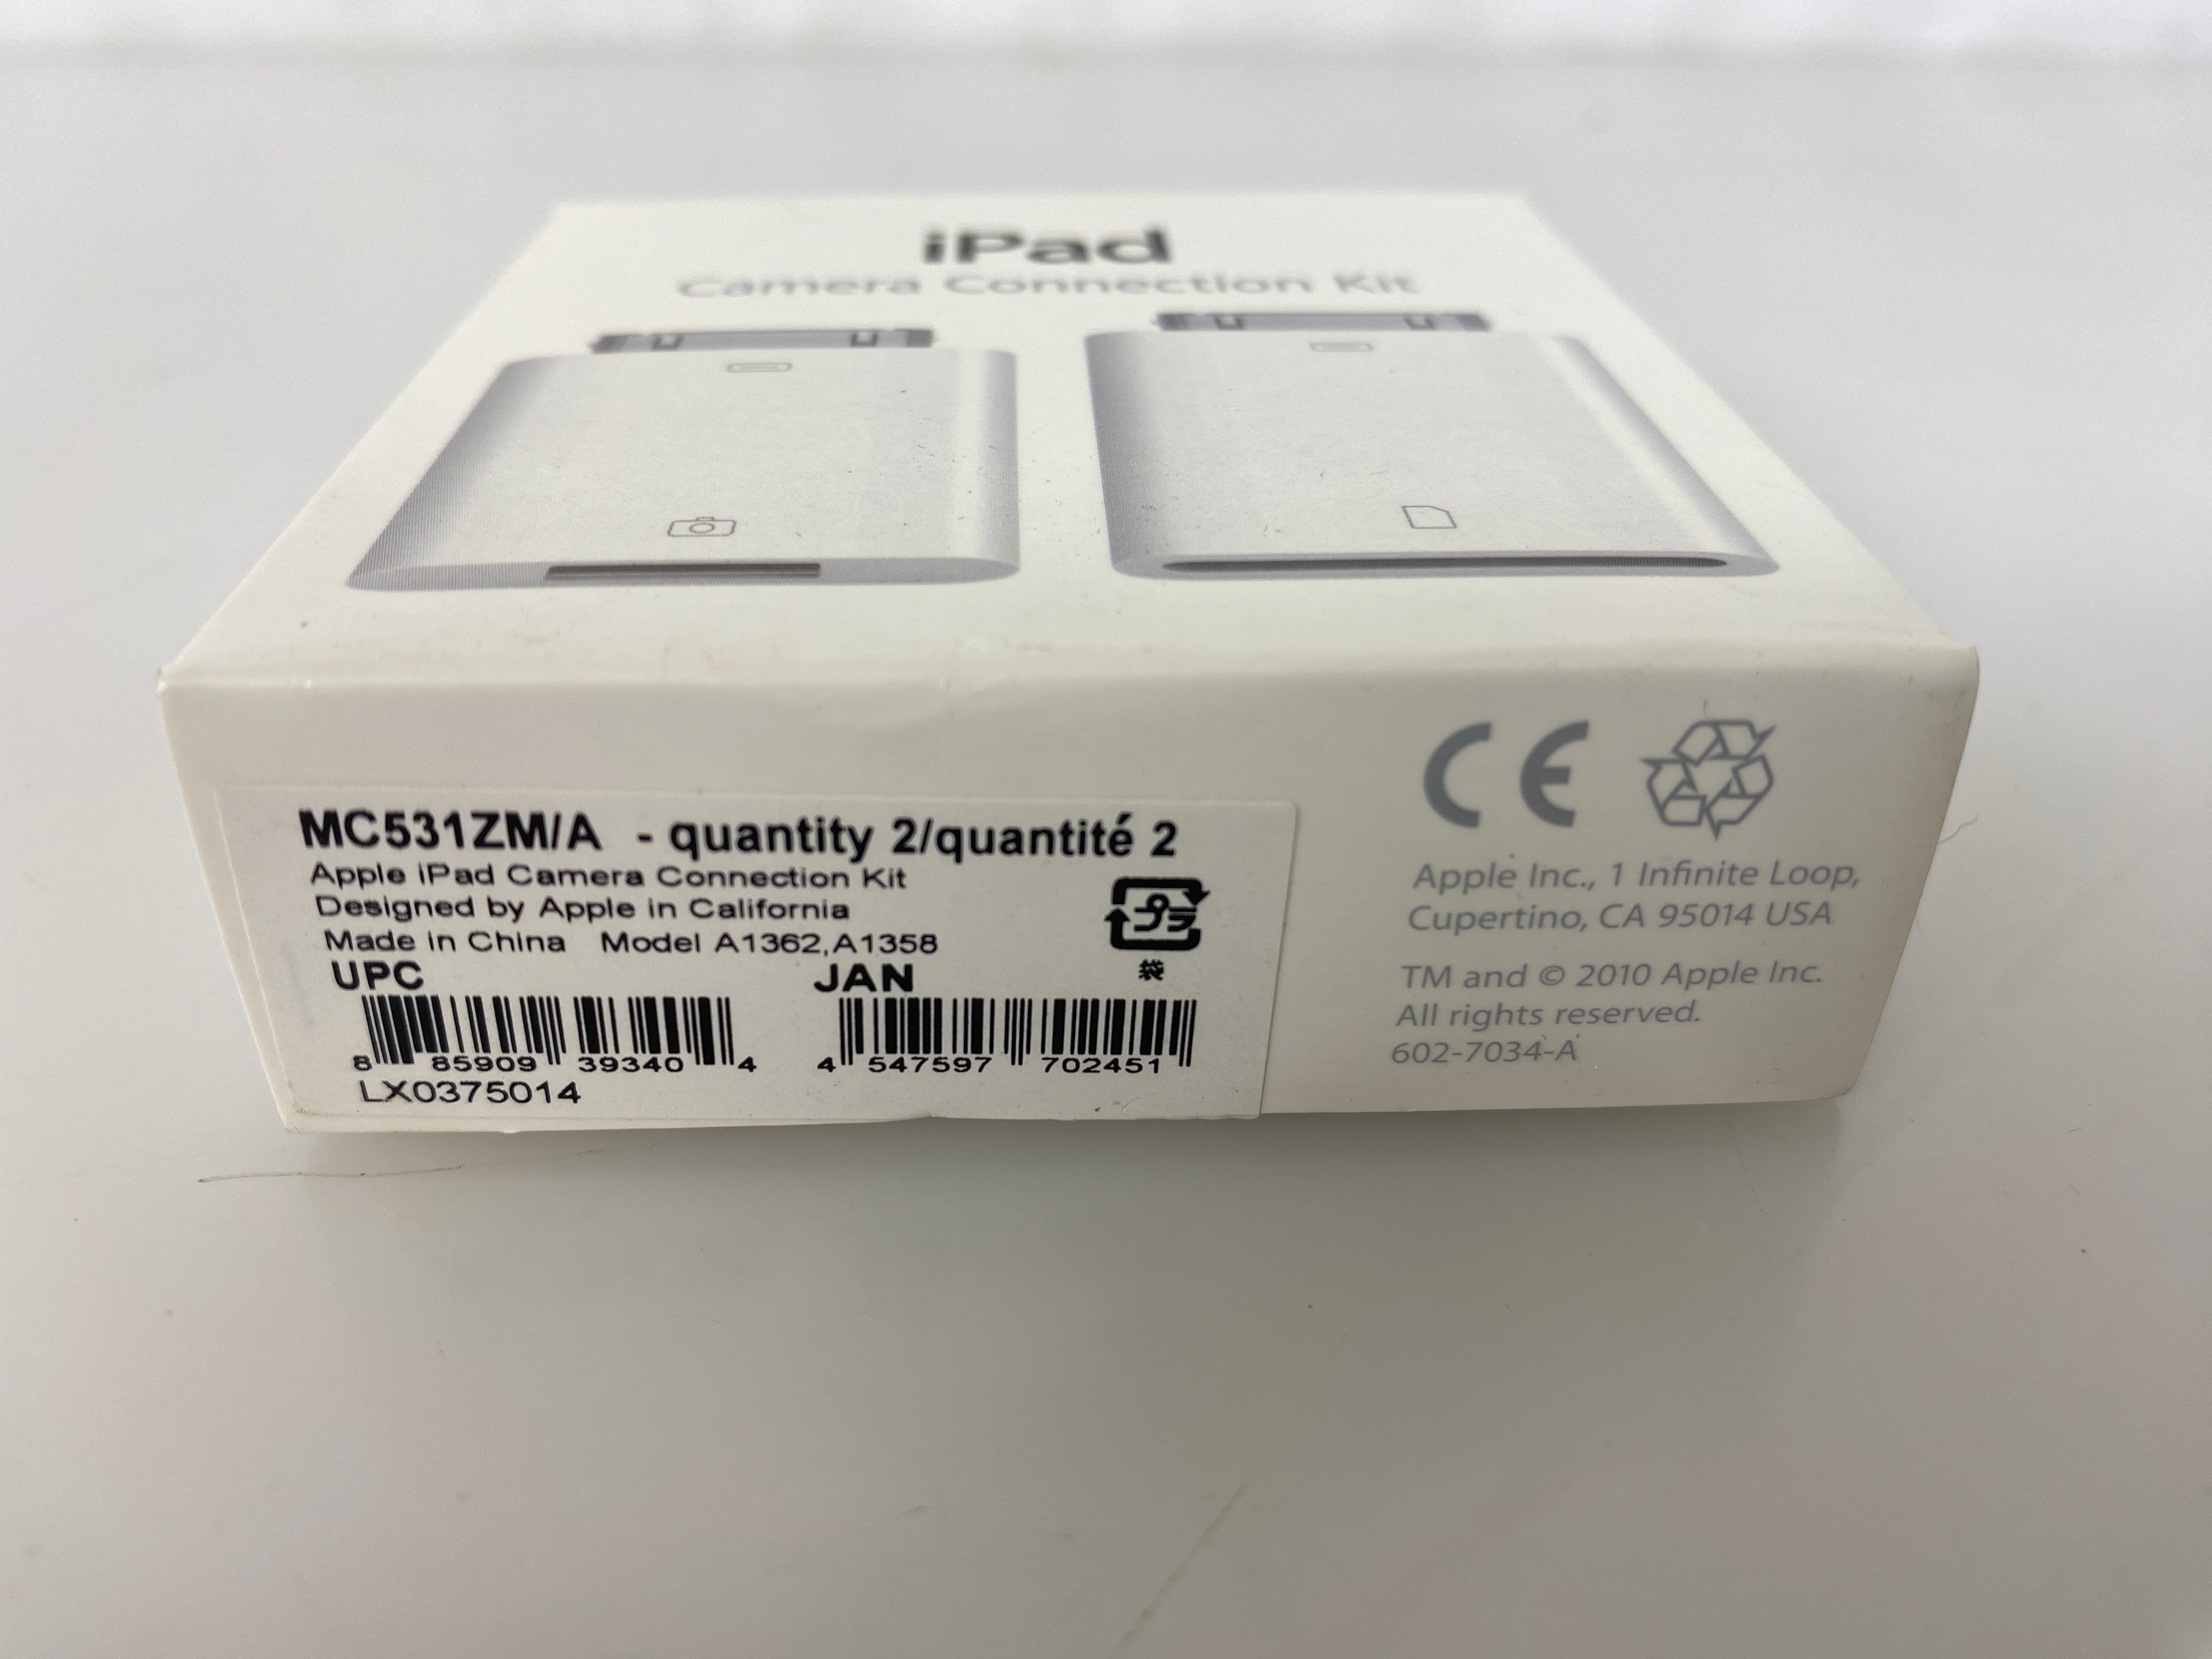 iPad
Camera Connection Kit
MC531ZM/A - quantity 2/quantité 2
Apple iPad Camera Connection Kit
Designed by Apple in California
Made in China Model A1362,A1358
プラ
袋
UPC JAN
8 85909 39340 4
4 547597 702451
LX0375014
CE
Apple Inc., 1 Infinite Loop,
Cupertino, CA 95014 USA
TM and © 2010 Apple Inc.
All rights reserved.
602-7034-A